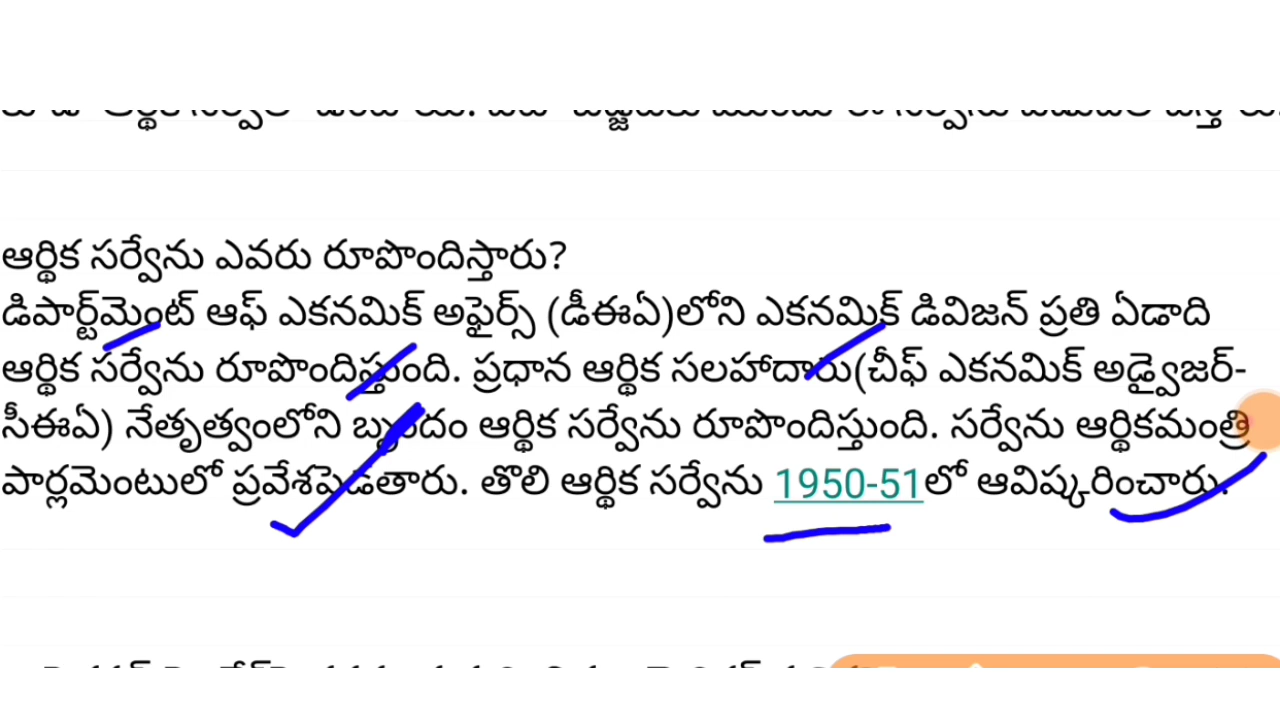 ఆర్థిక సర్వేను ఎవరు రూపొందిస్తారు?
డిపార్ట్‌మెంట్ ఆఫ్ ఎకనమిక్ అఫైర్స్ (డీఈఏ)లోని ఎకనమిక్ డివిజన్ ప్రతి ఏడాది
ఆర్థిక సర్వేను రూపొందిస్తుంది. ప్రధాన ఆర్థిక సలహాదారు(చీఫ్ ఎకనమిక్ అడ్వైజర్-
సీఈఏ) నేతృత్వంలోని బృందం ఆర్థిక సర్వేను రూపొందిస్తుంది. సర్వేను ఆర్థికమంత్రి
పార్లమెంటులో ప్రవేశపెడతారు. తొలి ఆర్థిక సర్వేను 1950-51లో ఆవిష్కరించారు.